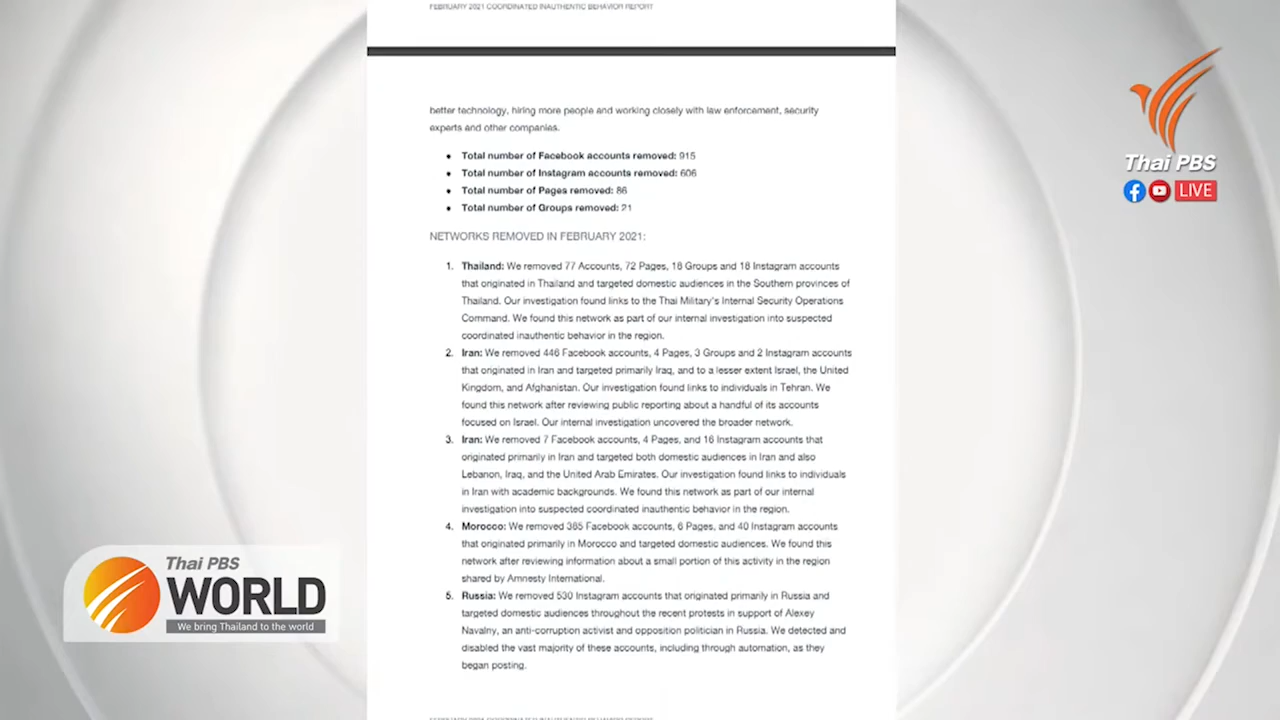 FEBRUARY 2021 COORDINATED INAUTHENTIC BEHAVIOR REPORT
better technology, hiring more people and working closely with law enforcement, security
experts and other companies.
• Total number of Facebook accounts removed: 915
• Total number of Instagram accounts removed: 606
• Total number of Pages removed: 86
• Total number of Groups removed: 21
NETWORKS REMOVED IN FEBRUARY 2021:
1. Thailand: We removed 77 Accounts, 72 Pages, 18 Groups and 18 Instagram accounts
that originated in Thailand and targeted domestic audiences in the Southern provinces of
Thailand. Our investigation found links to the Thai Military's Internal Security Operations
Command. We found this network as part of our internal investigation into suspected
coordinated inauthentic behavior in the region.
2. Iran: We removed 446 Facebook accounts, 4 Pages, 3 Groups and 2 Instagram accounts
that originated in Iran and targeted primarily Iraq, and to a lesser extent Israel, the United
Kingdom, and Afghanistan. Our investigation found links to individuals in Tehran. We
found this network after reviewing public reporting about a handful of its accounts
focused on Israel. Our internal investigation uncovered the broader network.
3. Iran: We removed 7 Facebook accounts, 4 Pages, and 16 Instagram accounts that
originated primarily in Iran and targeted both domestic audiences in Iran and also
Lebanon, Iraq, and the United Arab Emirates. Our investigation found links to individuals
in Iran with academic backgrounds. We found this network as part of our internal
investigation into suspected coordinated inauthentic behavior in the region.
4. Morocco: We removed 385 Facebook accounts, 6 Pages, and 40 Instagram accounts
that originated primarily in Morocco and targeted domestic audiences. We found this
network after reviewing information about a small portion of this activity in the region
shared by Amnesty International.
5. Russia: We removed 530 Instagram accounts that originated primarily in Russia and
targeted domestic audiences throughout the recent protests in support of Alexey
Navalny, an anti-corruption activist and opposition politician in Russia. We detected and
disabled the vast majority of these accounts, including through automation, as they
began posting.
Thai PBS
LIVE
Thai PBS
WORLD
We bring Thailand to the world